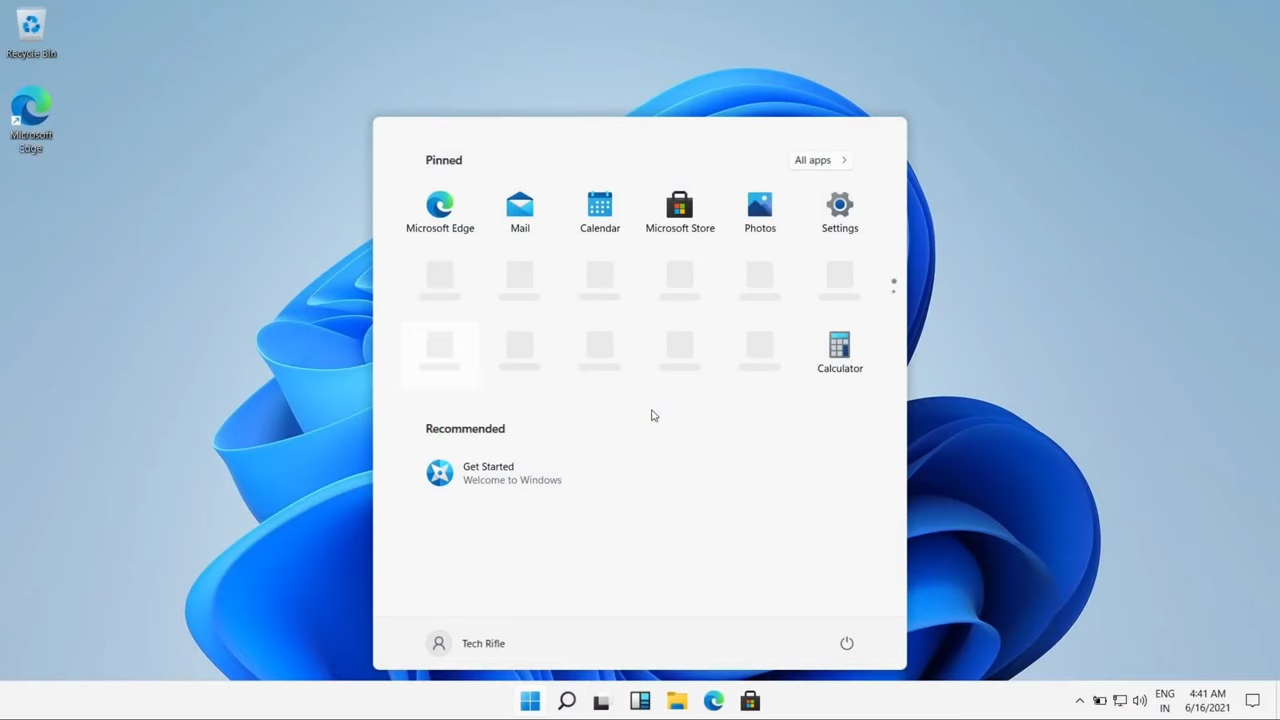 Recycle Bin
Microsoft
Edge
Pinned
All apps
Microsoft Edge
Mail
Calendar
Microsoft Store
Photos
Settings
Calculator
Recommended
Get Started
Welcome to Windows
Tech Rifle
ENG
IN
4:41 AM
6/16/2021